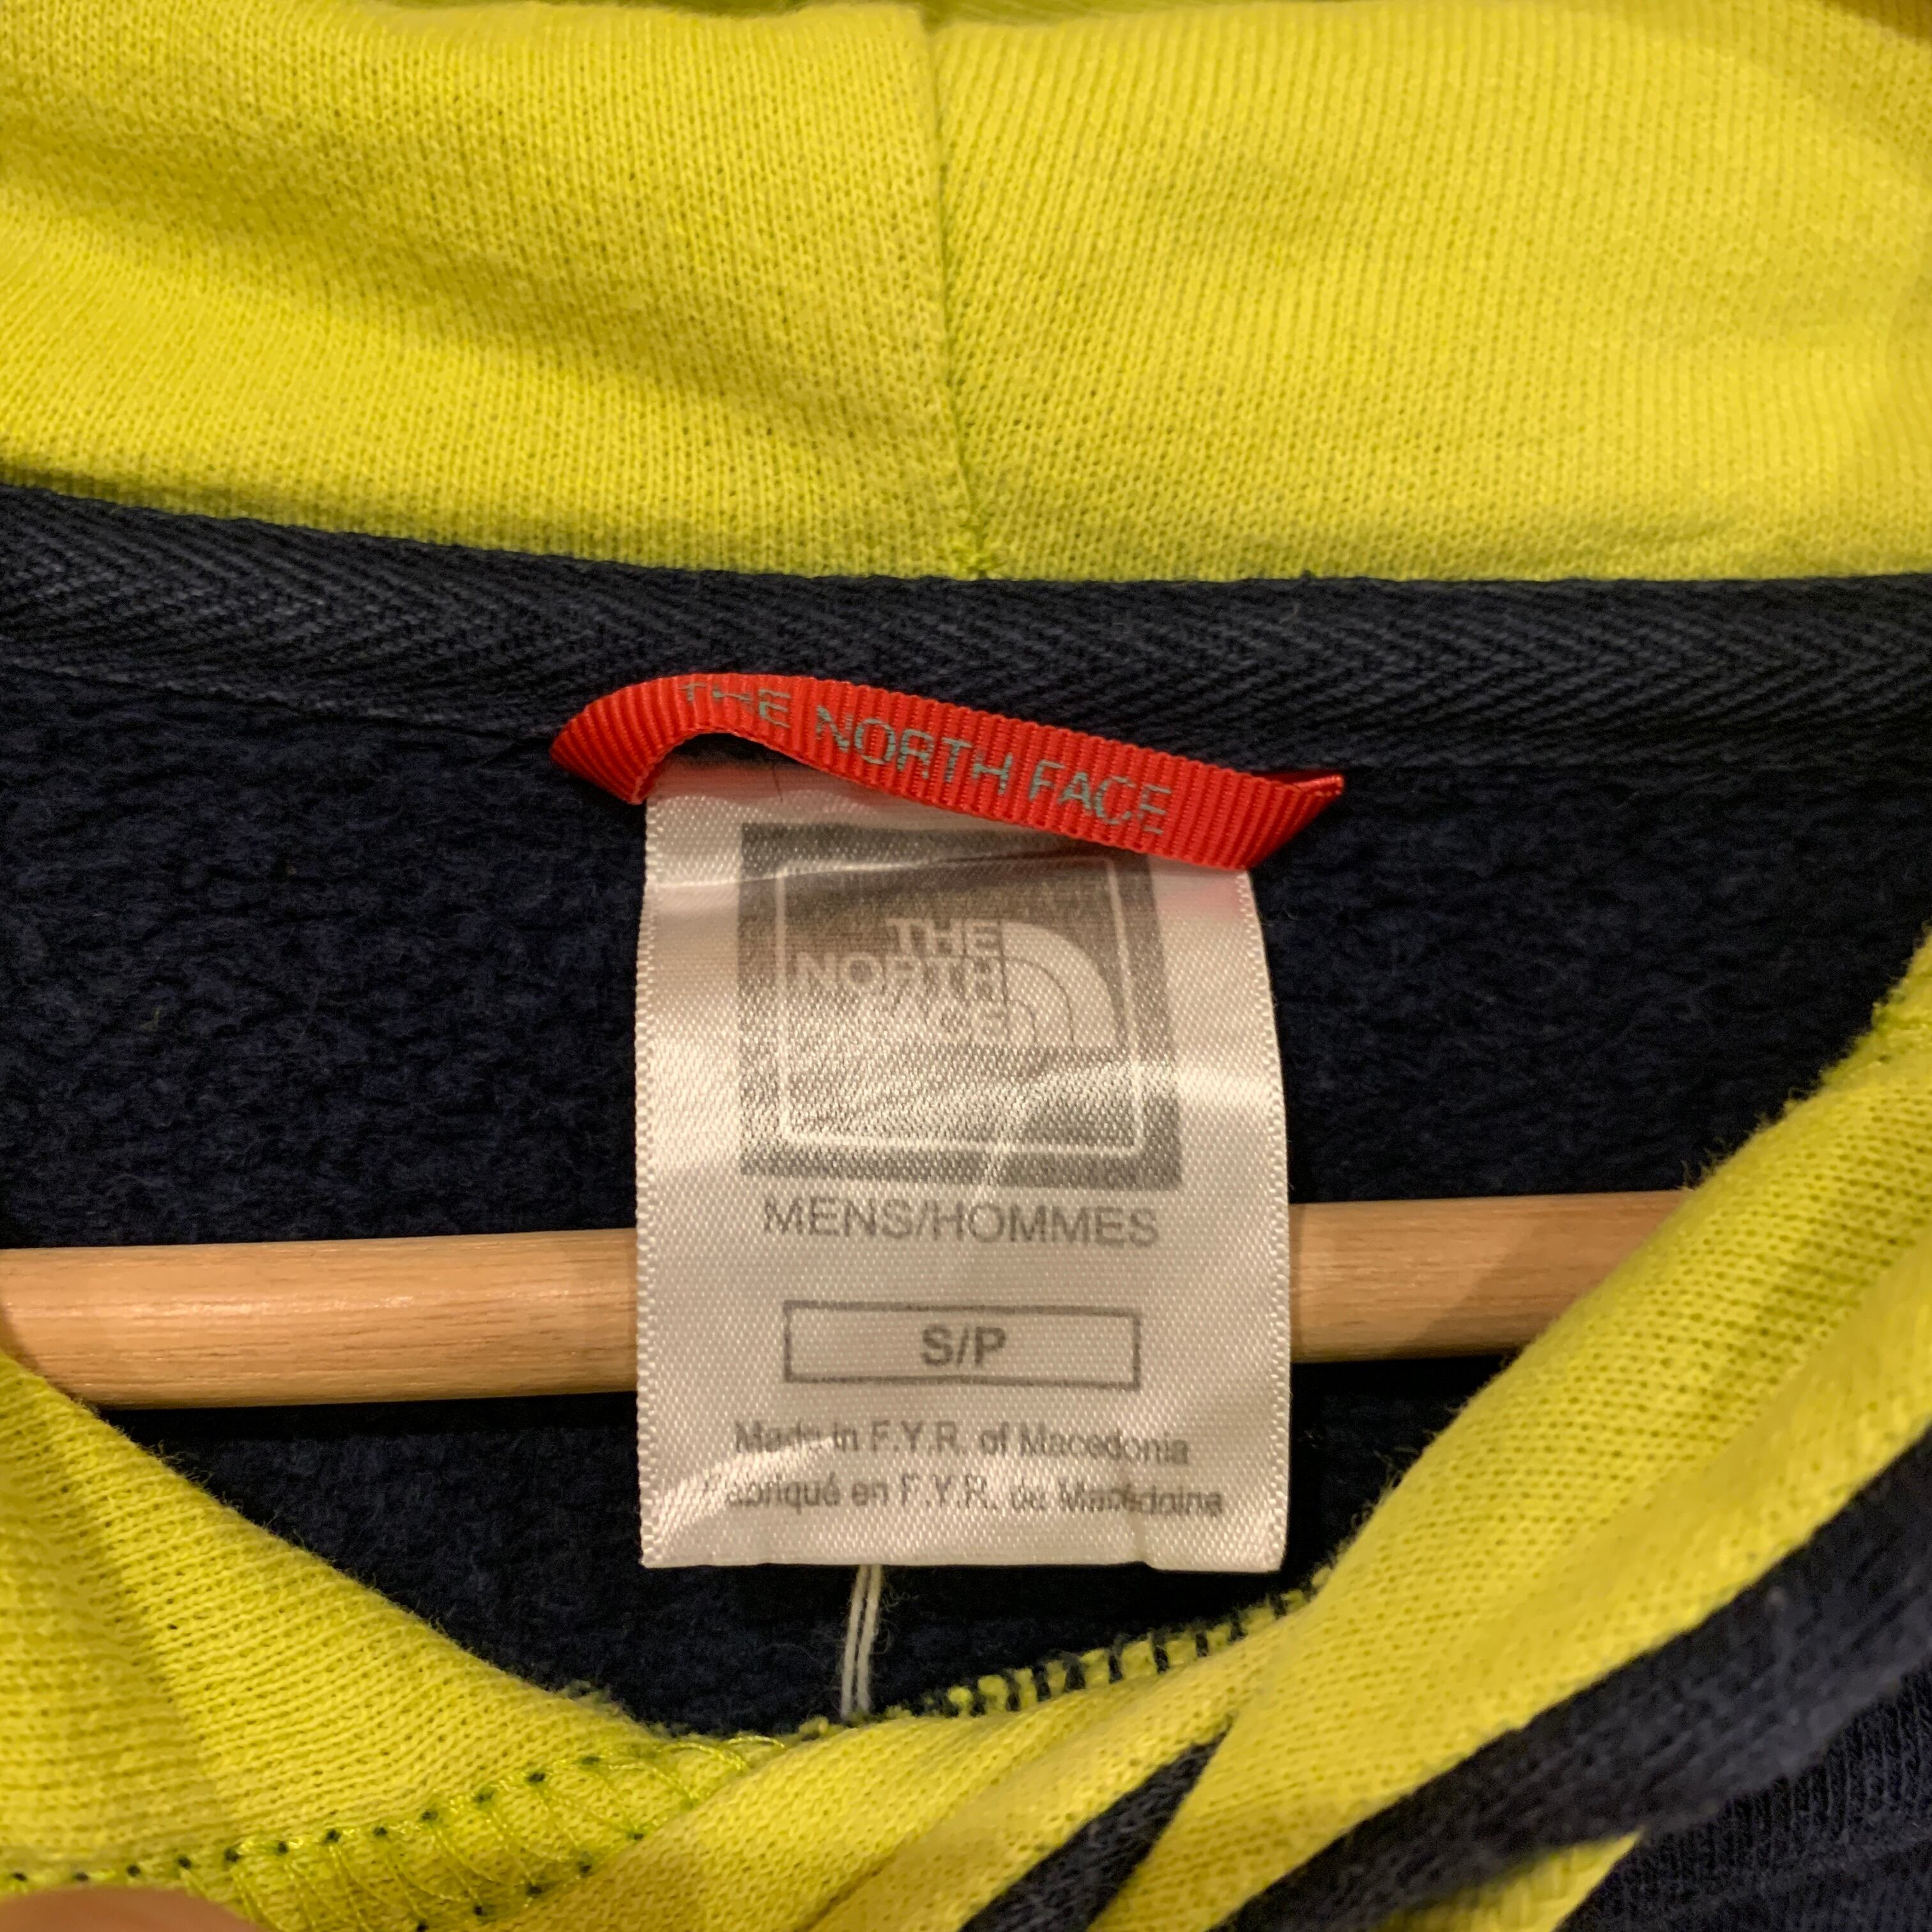 THE NORTH FACE
THE
NORTH
FACE
MENS/HOMMES
S/P
Made in F.Y.R. of Macedonia
Fabriqué en F.Y.R. de Macédoine